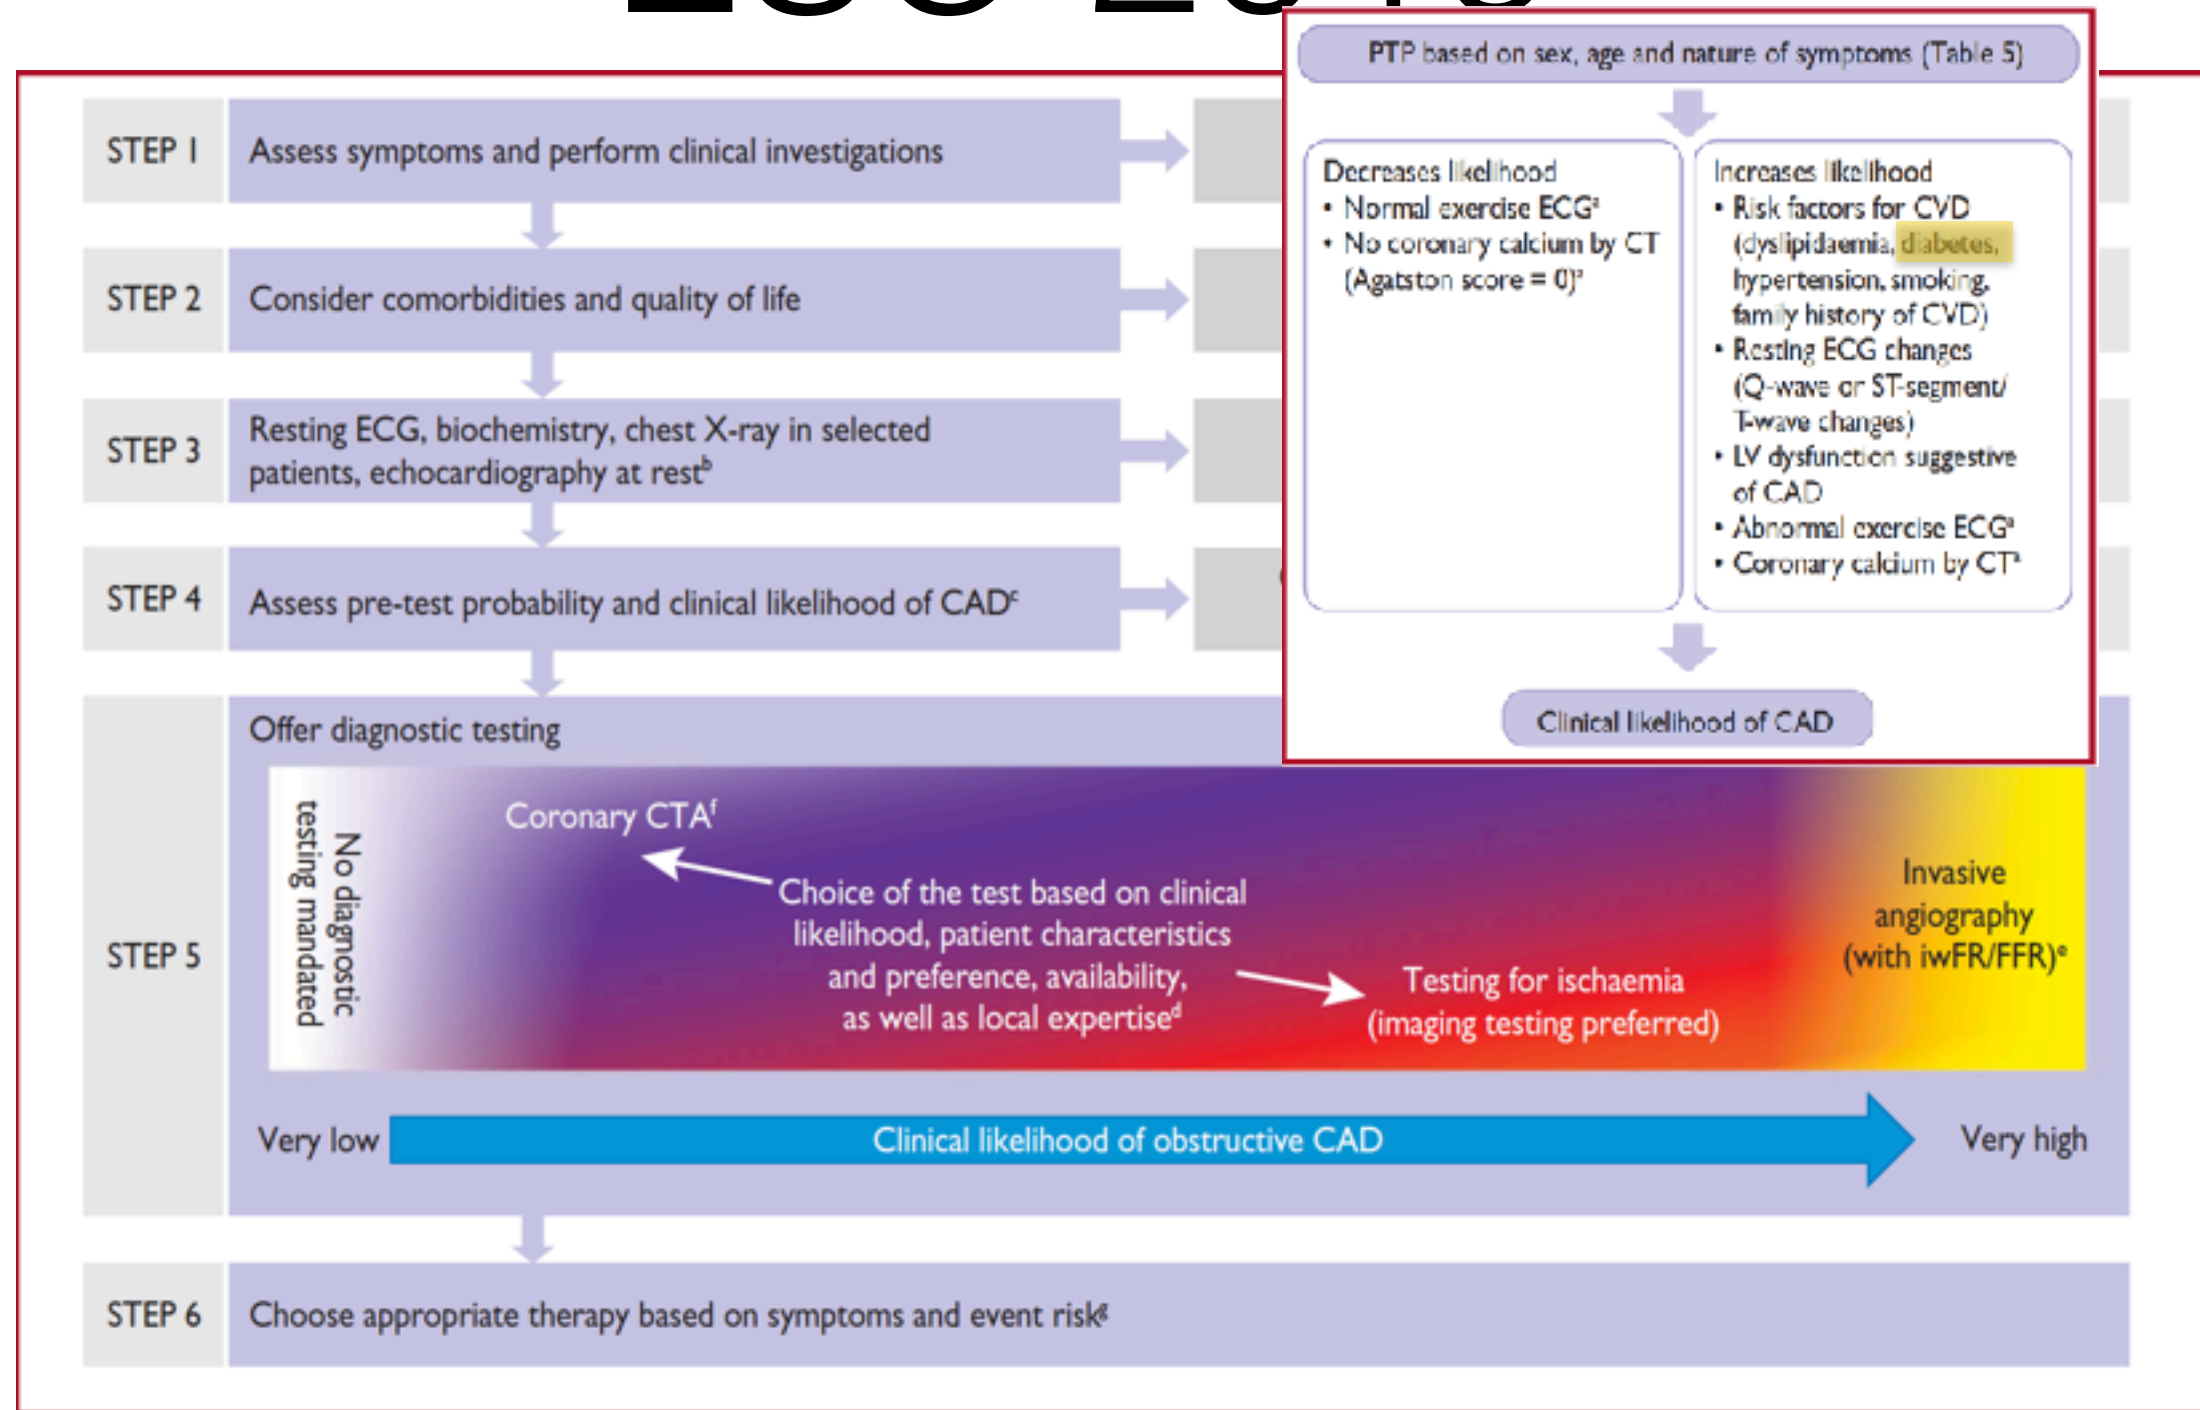 STEP 1
Assess symptoms and perform clinical investigations
STEP 2
Consider comorbidities and quality of life
STEP 3
Resting ECG, biochemistry, chest X-ray in selected
patients, echocardiography at restᵇ
STEP 4
Assess pre-test probability and clinical likelihood of CADᶜ
PTP based on sex, age and nature of symptoms (Table 5)
Decreases likelihood
• Normal exercise ECGᵃ
• No coronary calcium by CT
(Agatston score = 0)ᵃ
Increases likelihood
• Risk factors for CVD
(dyslipidaemia, diabetes,
hypertension, smoking,
family history of CVD)
• Resting ECG changes
(Q-wave or ST-segment/
T-wave changes)
• LV dysfunction suggestive
of CAD
• Abnormal exercise ECGᵃ
• Coronary calcium by CTᵃ
Clinical likelihood of CAD
STEP 5
Offer diagnostic testing
No diagnostic
testing mandated
Coronary CTAᶠ
Choice of the test based on clinical
likelihood, patient characteristics
and preference, availability,
as well as local expertiseᵈ
Testing for ischaemia
(imaging testing preferred)
Invasive
angiography
(with iwFR/FFR)ᵉ
Very low
Clinical likelihood of obstructive CAD
Very high
STEP 6
Choose appropriate therapy based on symptoms and event riskᵍ